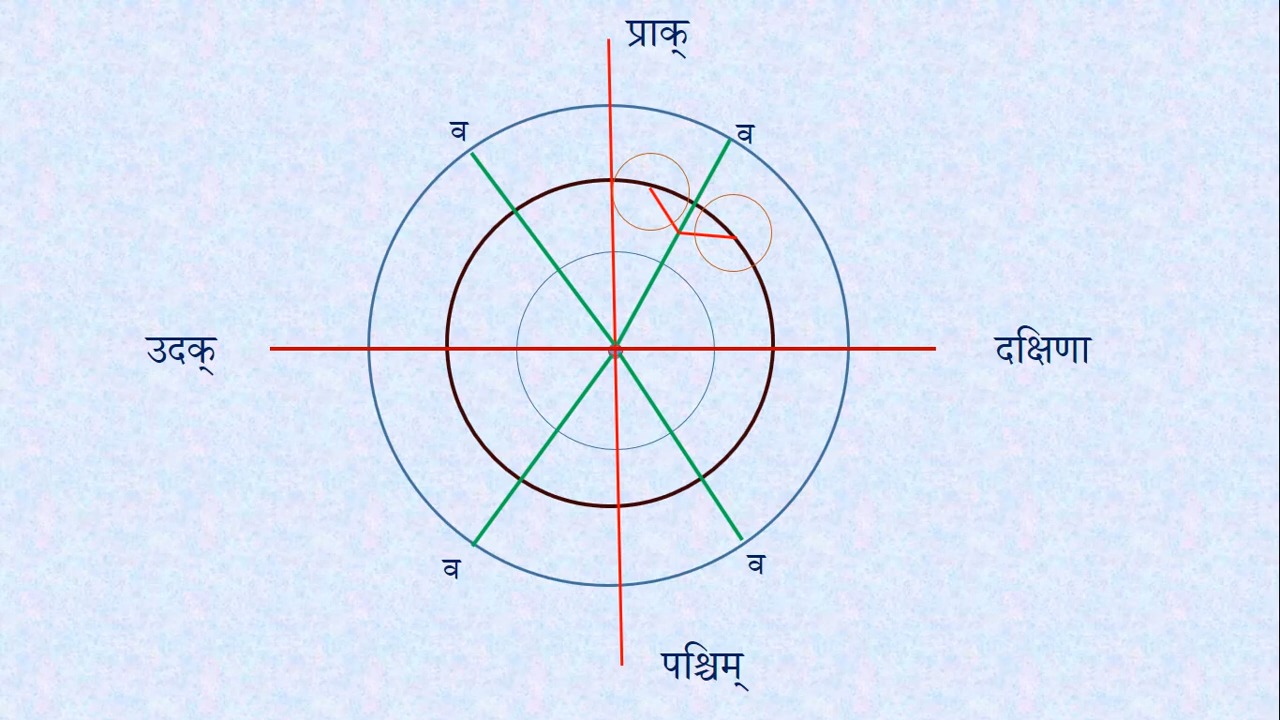 प्राक्
व
व
उदक्
दक्षिणा
व
व
पश्चिम्